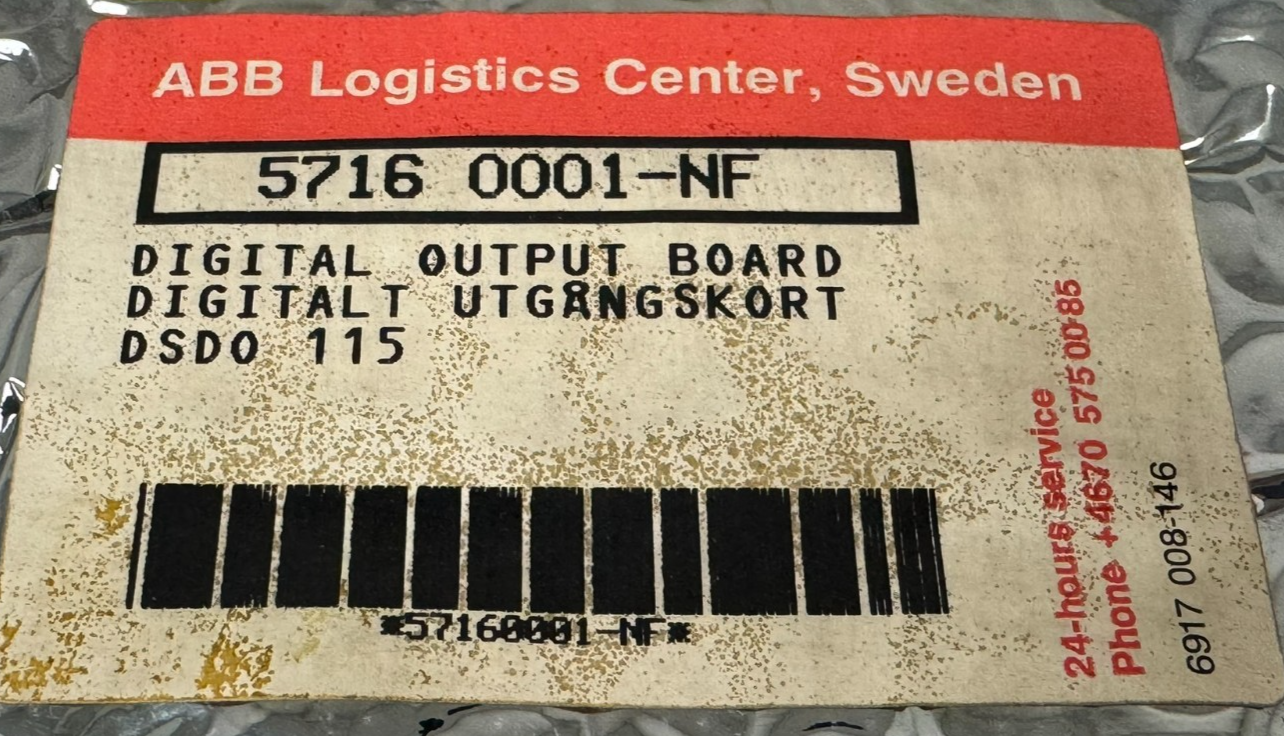 ABB Logistics Center, Sweden
5716 0001-NF
DIGITAL OUTPUT BOARD
DIGITALT UTGÅNGSKORT
DSDO 115
*57160001-NF*
24-hours service
Phone +4670 575 00 85
6917 008-146